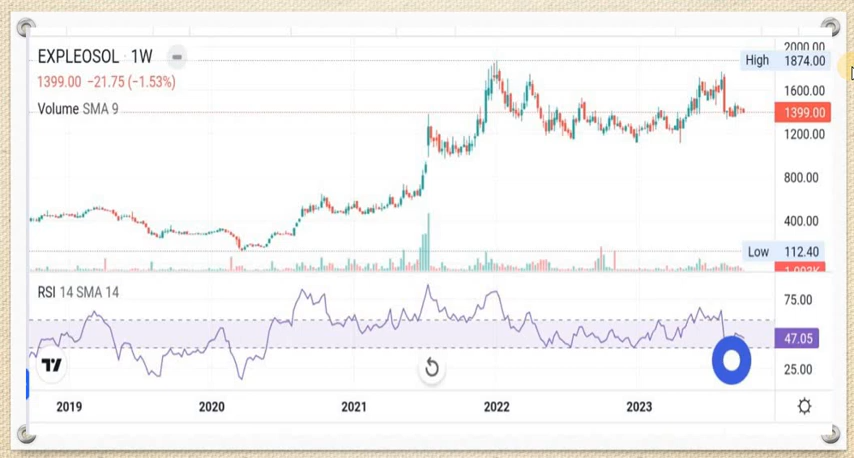 EXPLEOSOL · 1W
1399.00 −21.75 (−1.53%)
Volume SMA 9
2000.00
High 1874.00
1600.00
1399.00
1200.00
800.00
400.00
Low 112.40
RSI 14 SMA 14
75.00
47.05
25.00
2019 2020 2021 2022 2023